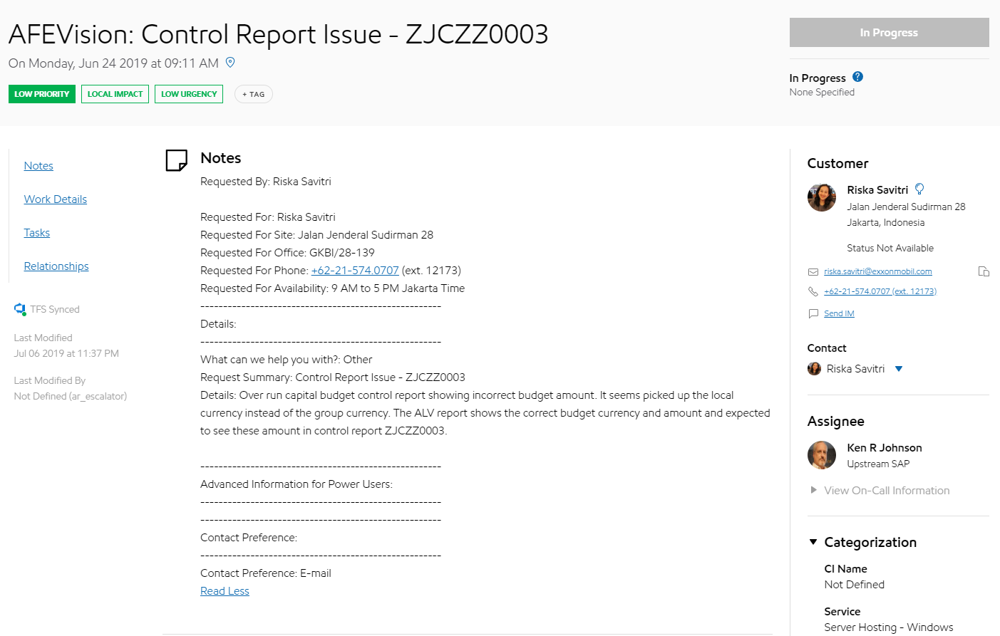 AFEVision: Control Report Issue - ZJCZZ0003
On Monday, Jun 24 2019 at 09:11 AM
LOW PRIORITY LOCAL IMPACT LOW URGENCY + TAG
In Progress
In Progress ?
None Specified
Notes
Work Details
Tasks
Relationships
TFS Synced
Last Modified
Jul 06 2019 at 11:37 PM
Last Modified By
Not Defined (ar_escalator)
Notes
Requested By: Riska Savitri
Requested For: Riska Savitri
Requested For Site: Jalan Jenderal Sudirman 28
Requested For Office: GKBI/28-139
Requested For Phone: +62-21-574.0707 (ext. 12173)
Requested For Availability: 9 AM to 5 PM Jakarta Time
-----------------------------------------------------
Details:
-----------------------------------------------------
What can we help you with?: Other
Request Summary: Control Report Issue - ZJCZZ0003
Details: Over run capital budget control report showing incorrect budget amount. It seems picked up the local
currency instead of the group currency. The ALV report shows the correct budget currency and amount and expected
to see these amount in control report ZJCZZ0003.
-----------------------------------------------------
Advanced Information for Power Users:
-----------------------------------------------------
-----------------------------------------------------
Contact Preference:
-----------------------------------------------------
Contact Preference: E-mail
Read Less
Customer
Riska Savitri
Jalan Jenderal Sudirman 28
Jakarta, Indonesia
Status Not Available
riska.savitri@exxonmobil.com
+62-21-574.0707 (ext. 12173)
Send IM
Contact
Riska Savitri
Assignee
Ken R Johnson
Upstream SAP
View On-Call Information
Categorization
CI Name
Not Defined
Service
Server Hosting - Windows